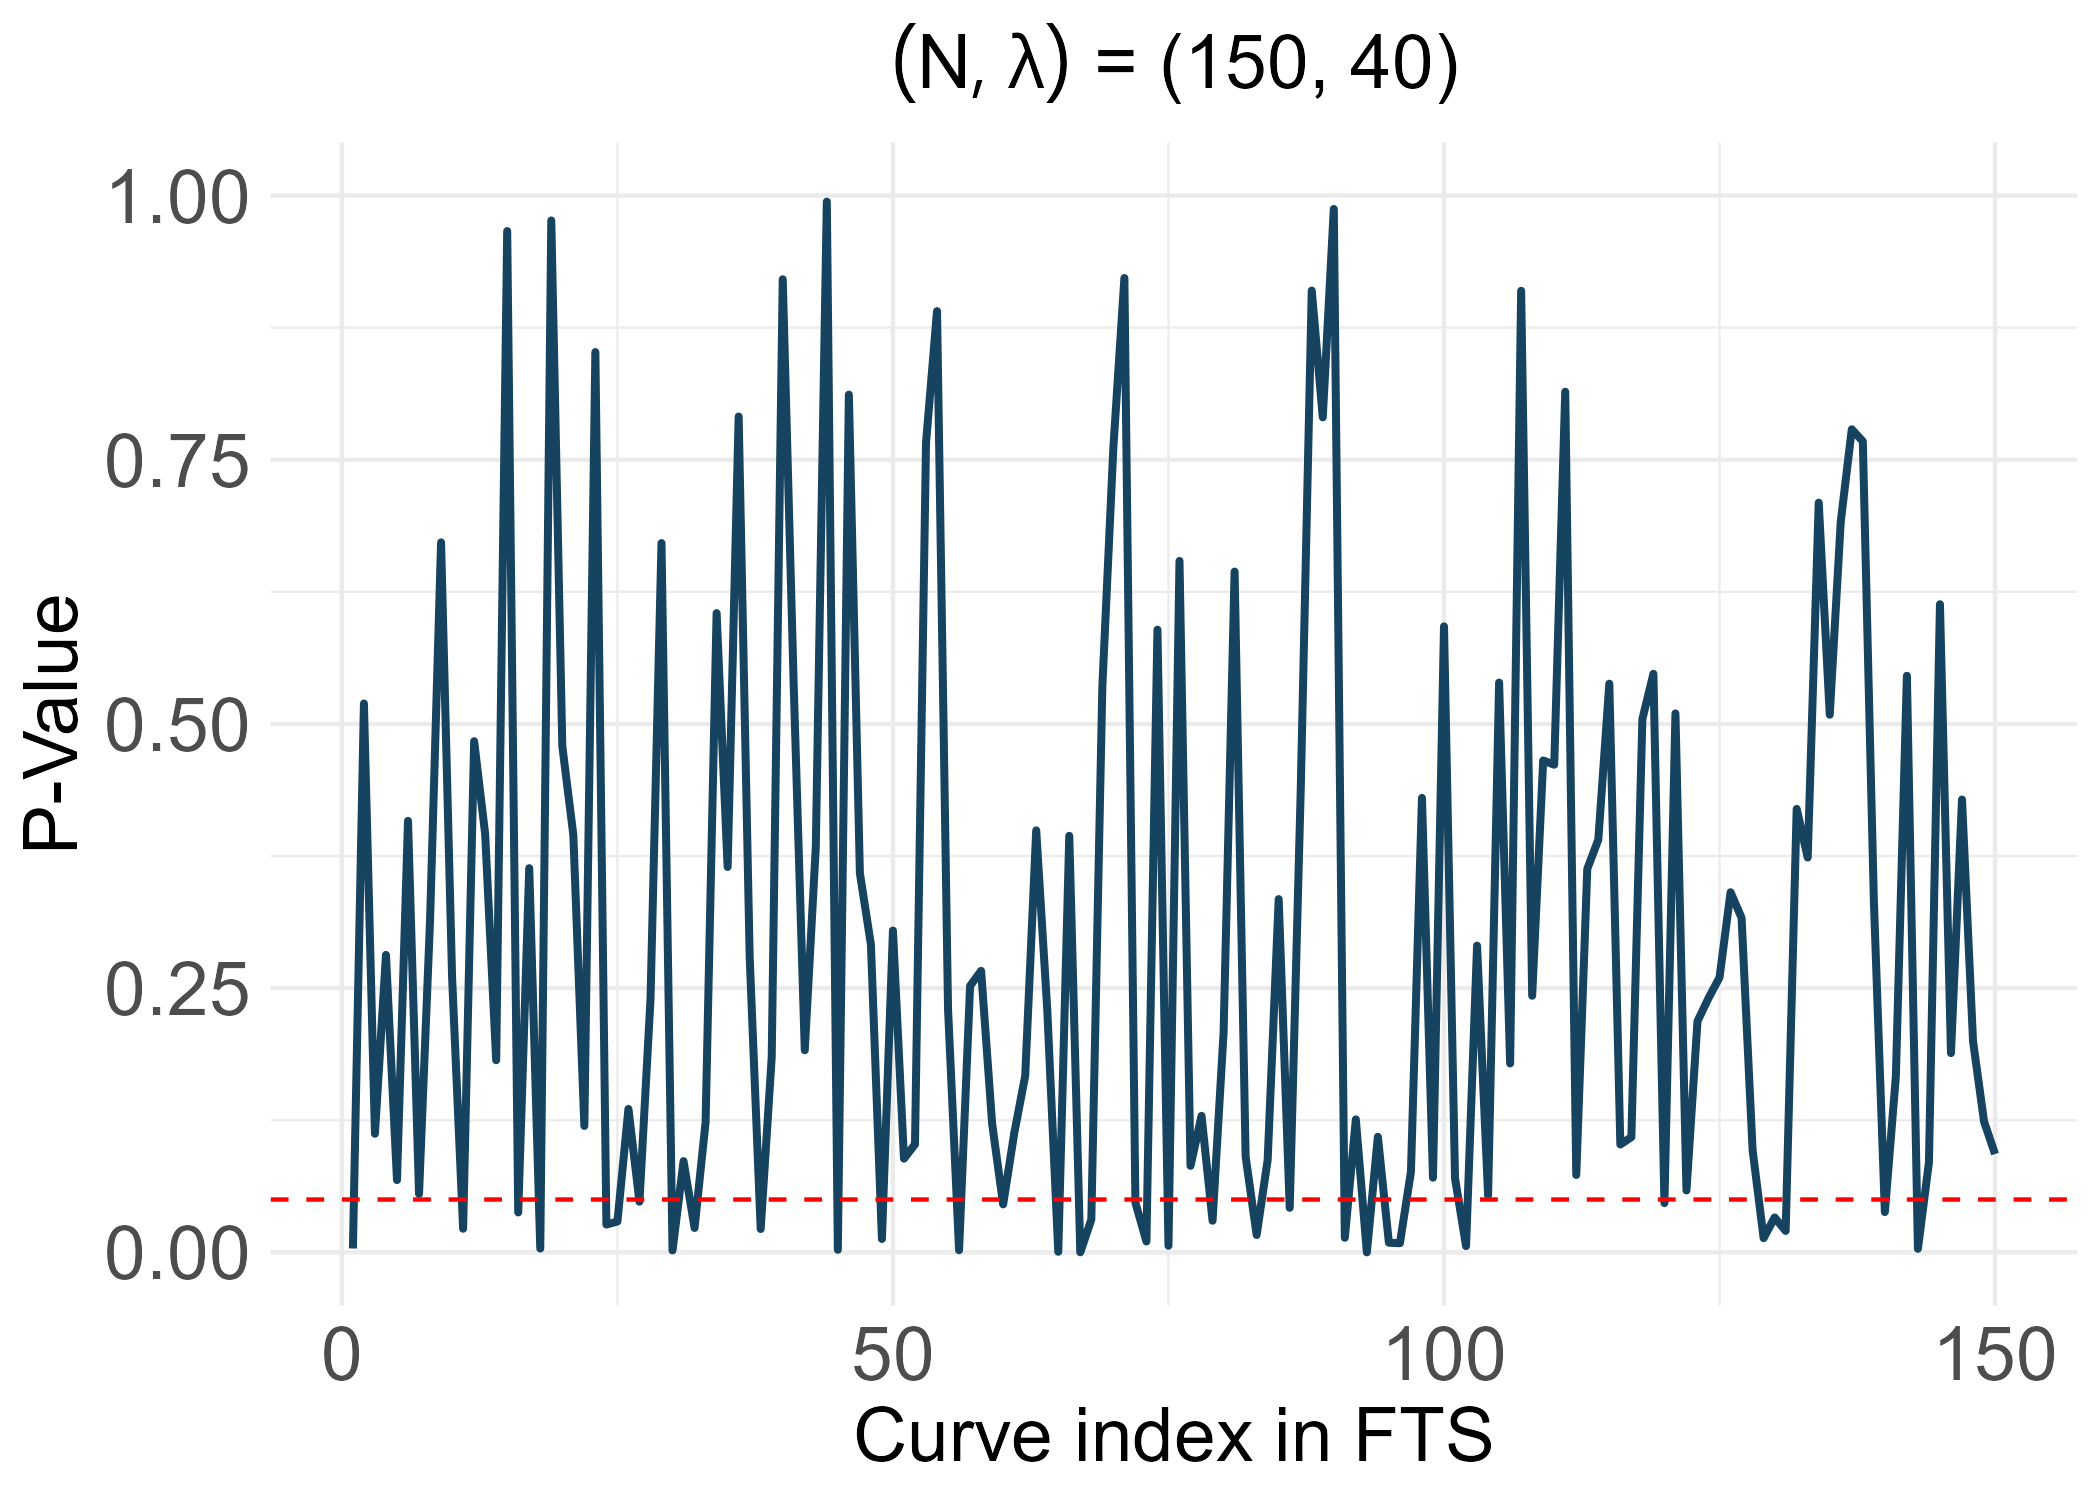 (N, λ) = (150, 40)
P-Value
1.00
0.75
0.50
0.25
0.00
0 50 100 150
Curve index in FTS